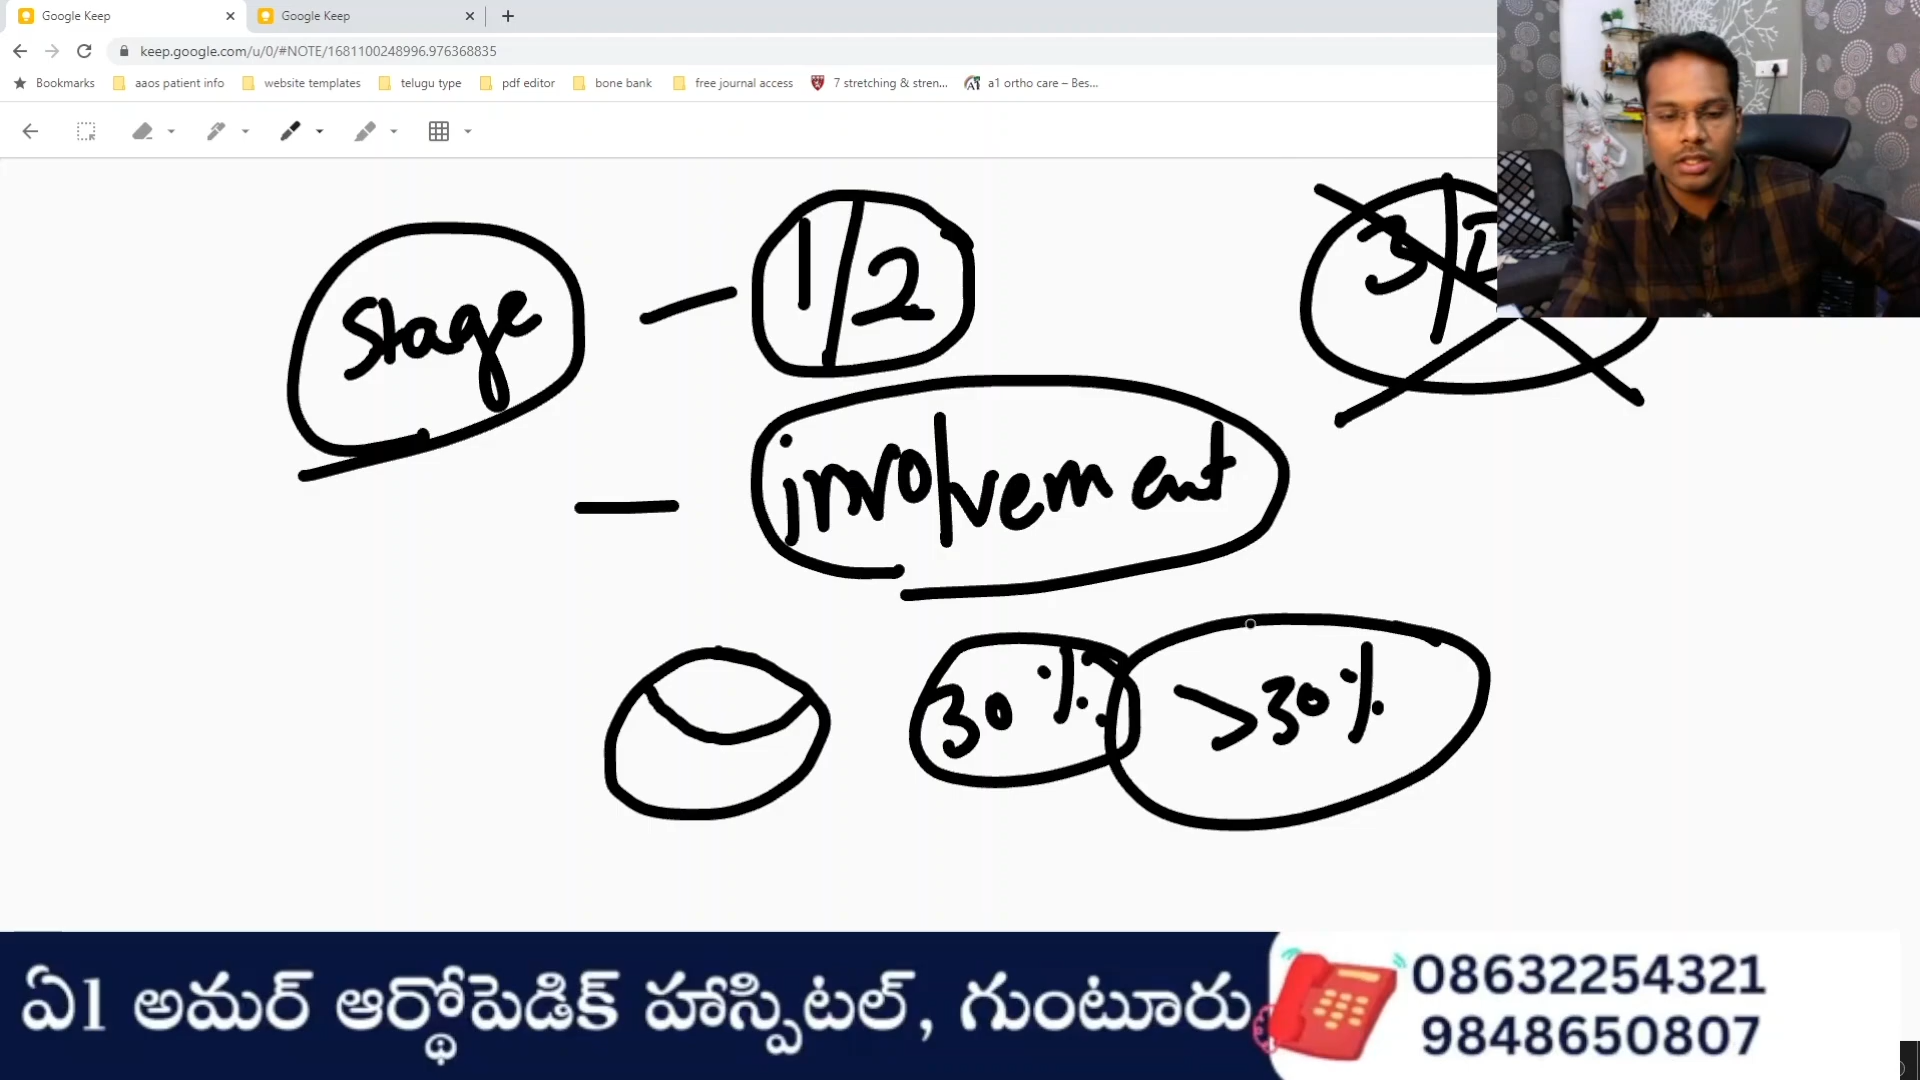 Google Keep
Google Keep
keep.google.com/u/0/#NOTE/1681100248996.976368835
Bookmarks aaos patient info website templates telugu type pdf editor bone bank free journal access 7 stretching & stren... a1 ortho care – Bes...
Stage — 1/2 3/
— involvement
30% >30%
ఏ1 అమర్ ఆర్థోపెడిక్ హాస్పిటల్, గుంటూరు
08632254321
9848650807